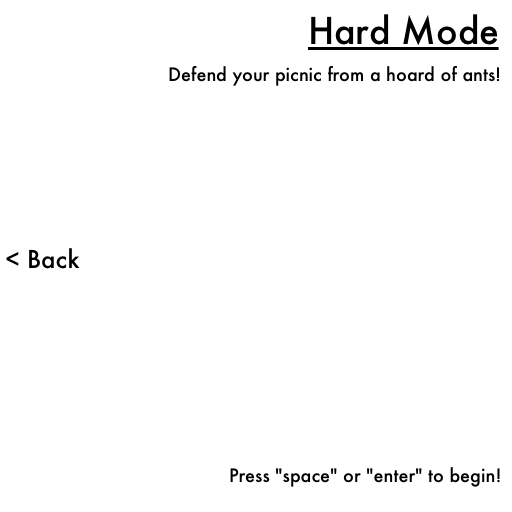 Hard Mode
Defend your picnic from a hoard of ants!
< Back
Press "space" or "enter" to begin!